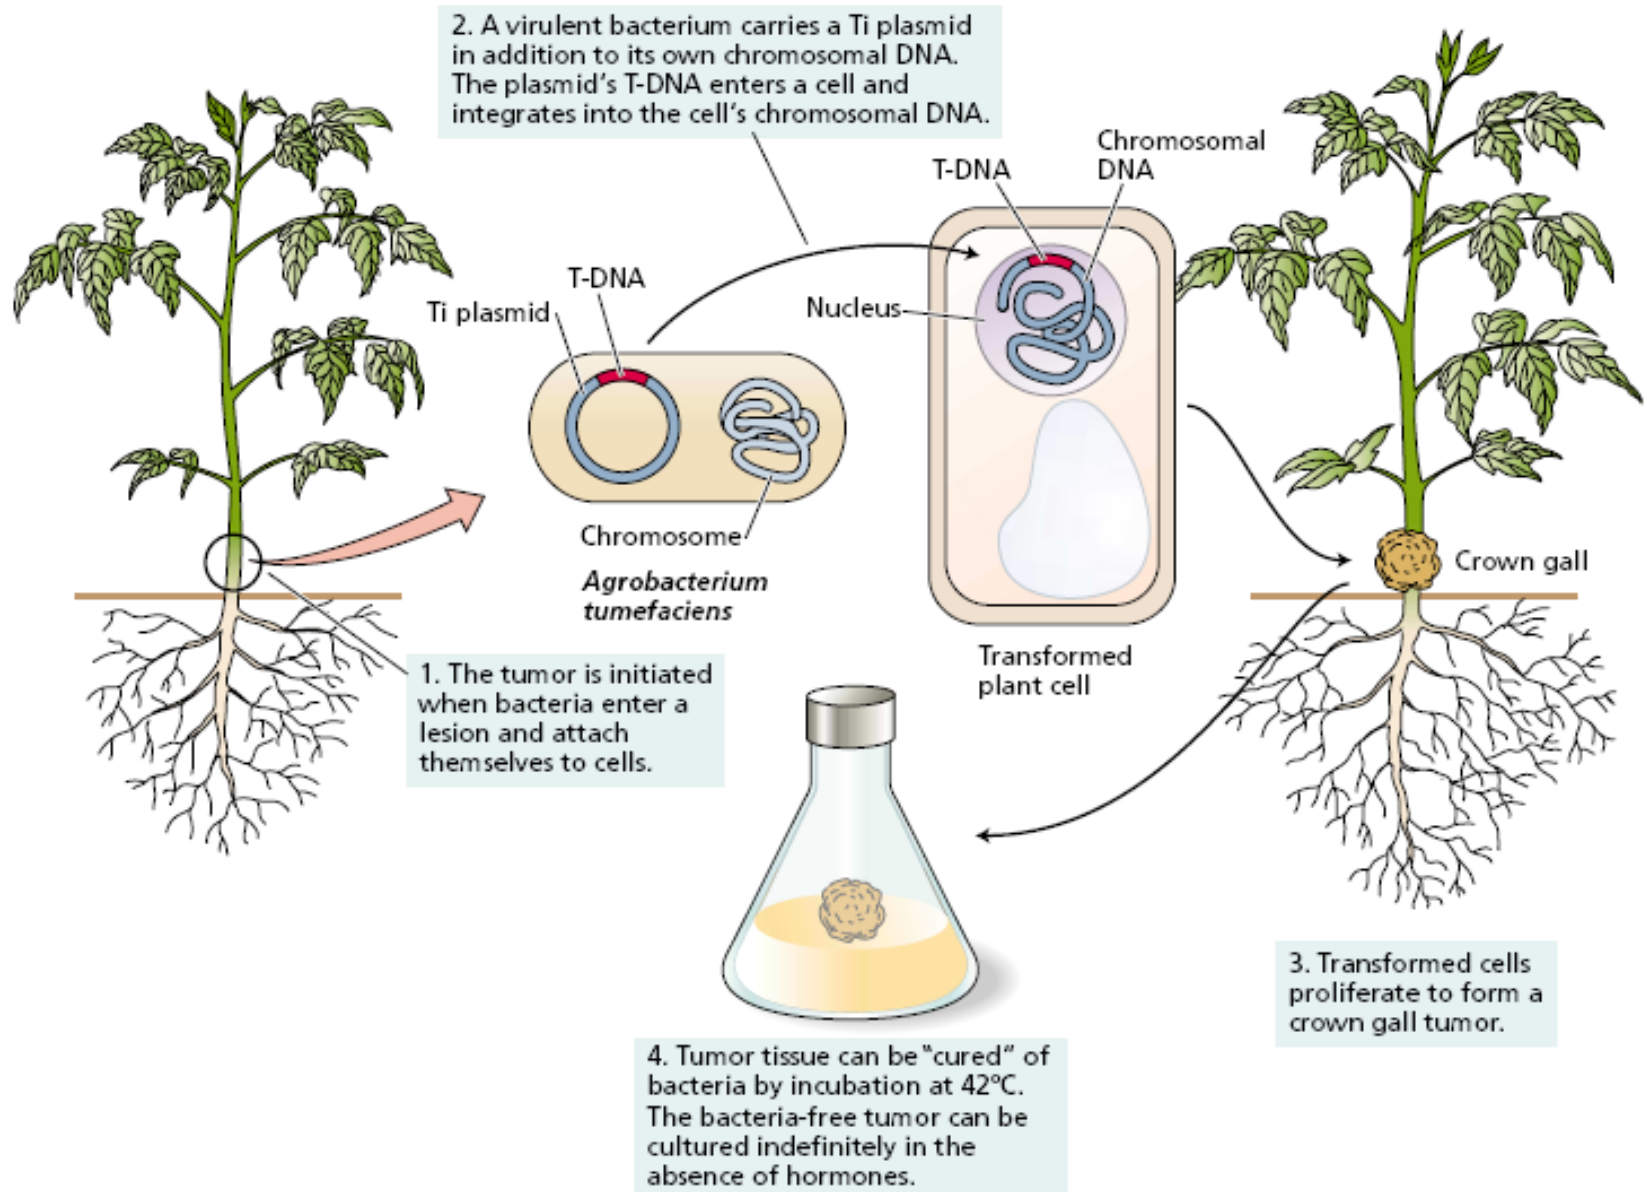 2. A virulent bacterium carries a Ti plasmid
in addition to its own chromosomal DNA.
The plasmid's T-DNA enters a cell and
integrates into the cell's chromosomal DNA.
T-DNA
Chromosomal
DNA
T-DNA
Ti plasmid
Nucleus
Chromosome
Agrobacterium
tumefaciens
Crown gall
Transformed
plant cell
1. The tumor is initiated
when bacteria enter a
lesion and attach
themselves to cells.
3. Transformed cells
proliferate to form a
crown gall tumor.
4. Tumor tissue can be "cured" of
bacteria by incubation at 42°C.
The bacteria-free tumor can be
cultured indefinitely in the
absence of hormones.